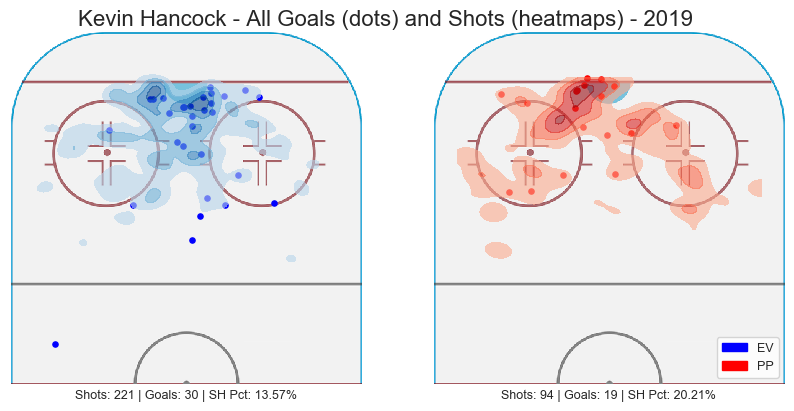 Kevin Hancock - All Goals (dots) and Shots (heatmaps) - 2019
EV
PP
Shots: 221 | Goals: 30 | SH Pct: 13.57%
Shots: 94 | Goals: 19 | SH Pct: 20.21%